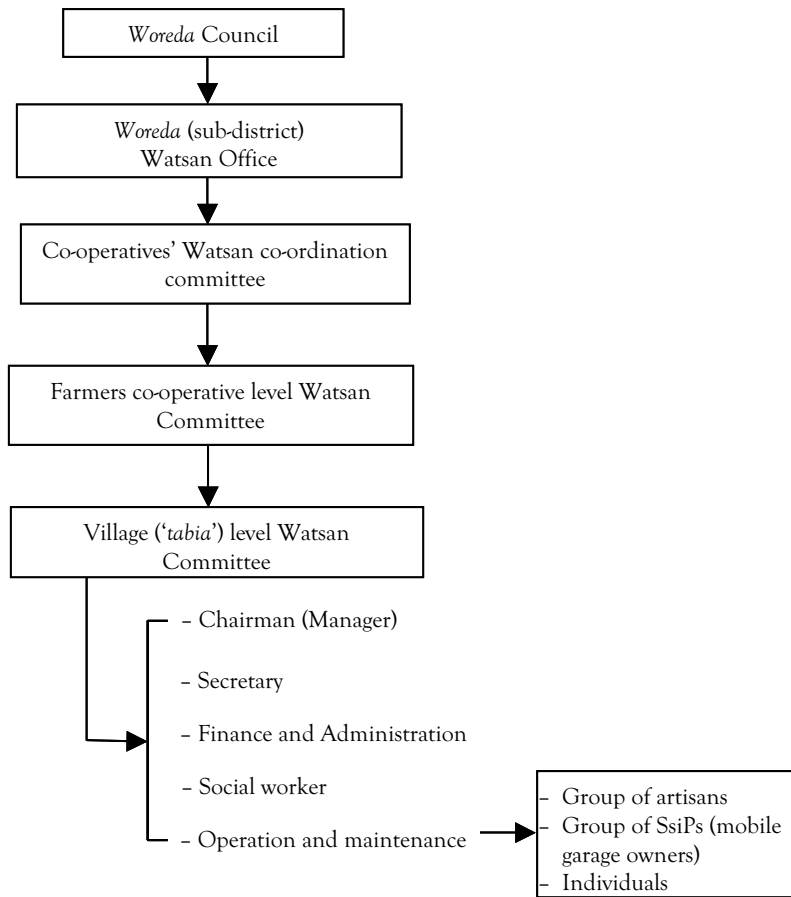 Woreda Council
Woreda (sub-district)
Watsan Office
Co-operatives’ Watsan co-ordination
committee
Farmers co-operative level Watsan
Committee
Village (‘tabia’) level Watsan
Committee
– Chairman (Manager)
– Secretary
– Finance and Administration
– Social worker
– Operation and maintenance
– Group of artisans
– Group of SsiPs (mobile
garage owners)
– Individuals